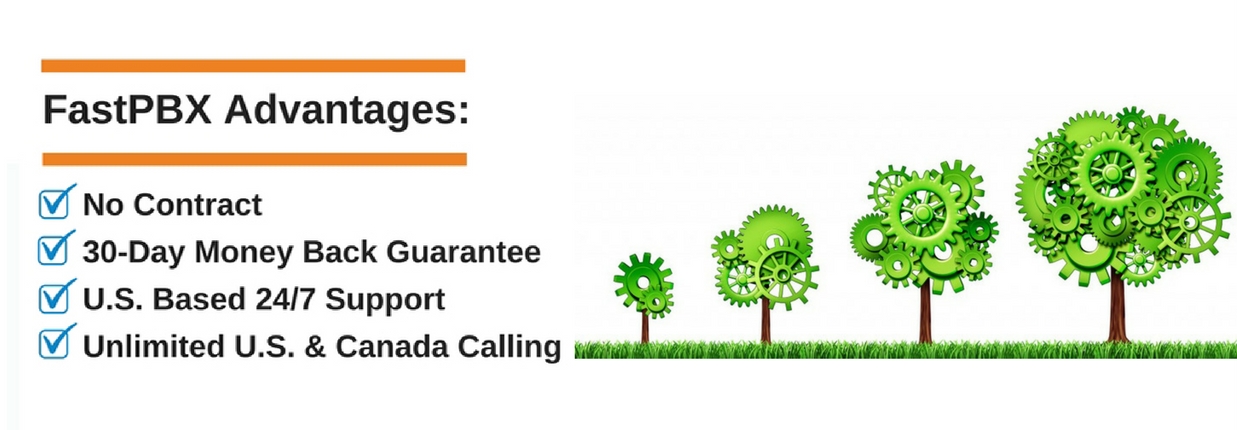 FastPBX Advantages:
No Contract
30-Day Money Back Guarantee
U.S. Based 24/7 Support
Unlimited U.S. & Canada Calling